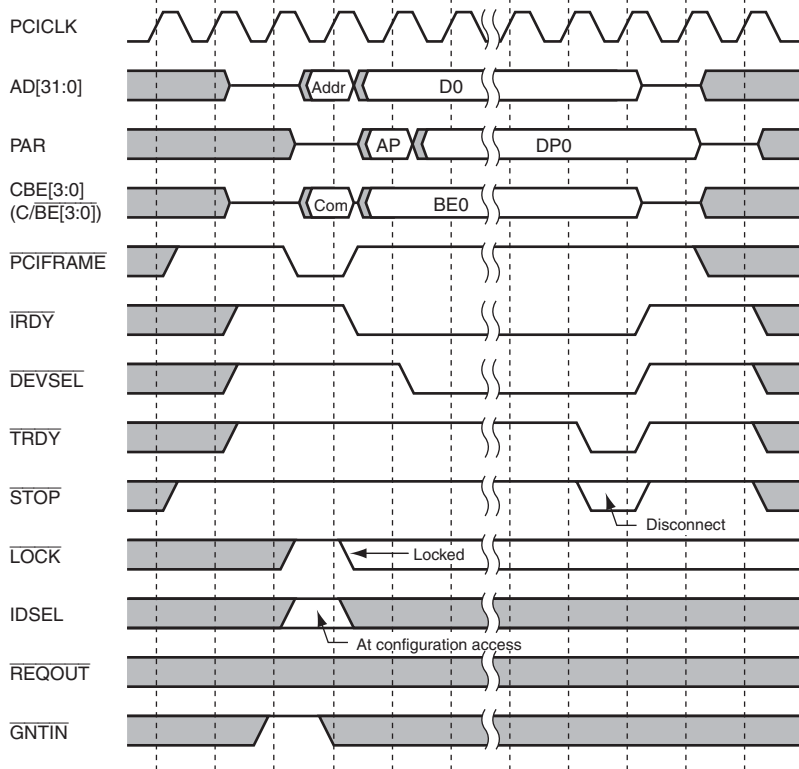 PCICLK
AD[31:0]
Addr
D0
PAR
AP
DP0
CBE[3:0]
(C/BE[3:0])
Com
BE0
PCIFRAME
IRDY
DEVSEL
TRDY
STOP
Disconnect
LOCK
Locked
IDSEL
At configuration access
REQOUT
GNTIN